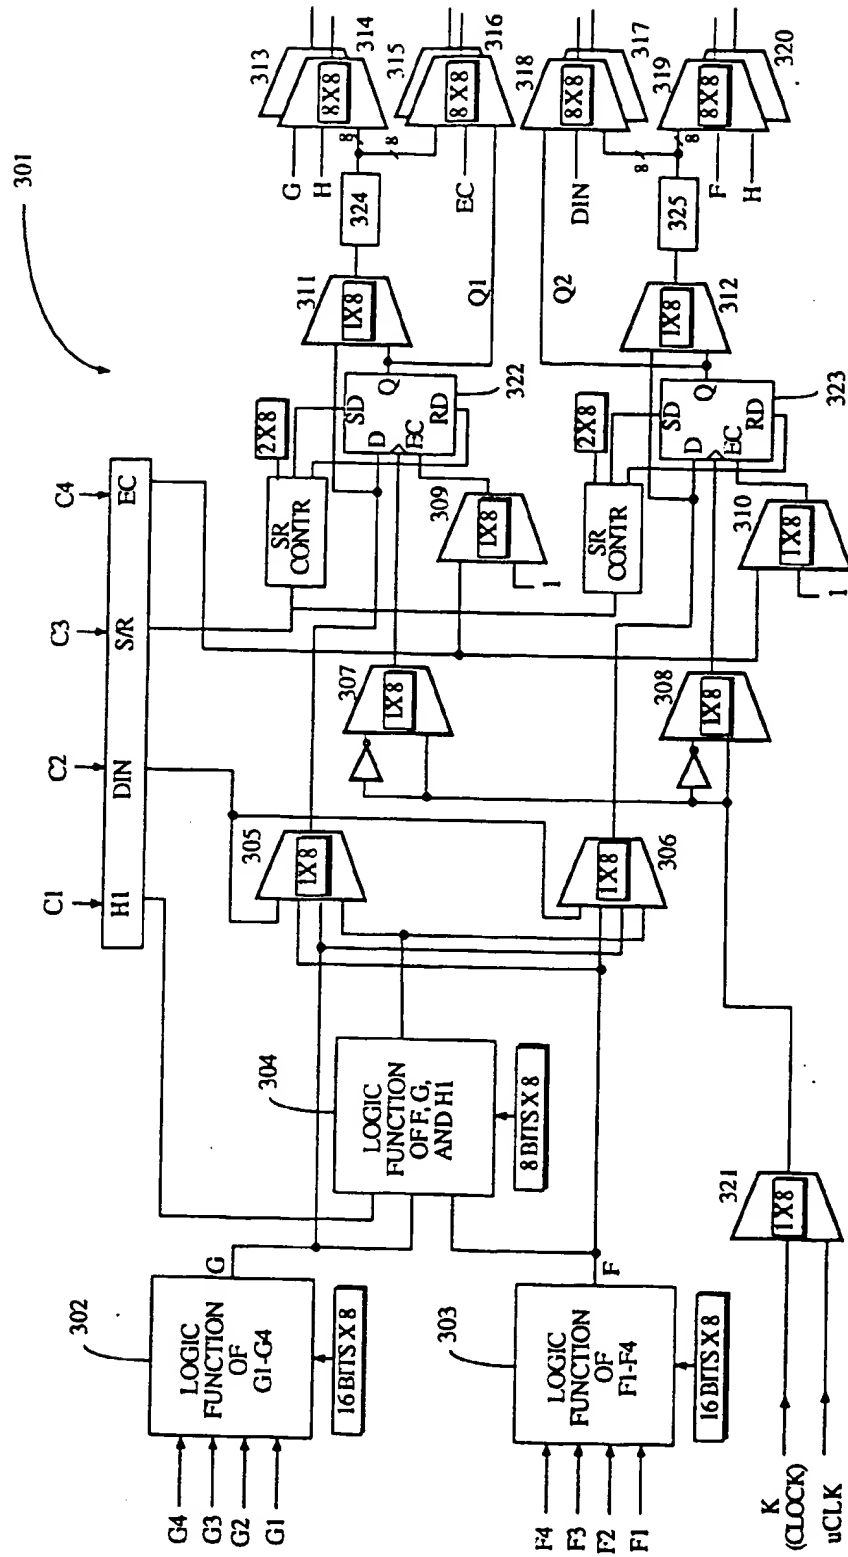 301
C1
C2
C3
C4
H1
DIN
S/R
EC
G4
G3
G2
G1
302
LOGIC
FUNCTION
OF
G1-G4
16 BITS X 8
G
F4
F3
F2
F1
303
LOGIC
FUNCTION
OF
F1-F4
16 BITS X 8
F
304
LOGIC
FUNCTION
OF F, G,
AND H1
8 BITS X 8
K
(CLOCK)
uCLK
321
1X8
305
1X8
306
1X8
307
1X8
308
1X8
SR
CONTR
2X8
309
1X8
1
SD
D
Q
EC
RD
322
311
1X8
324
Q1
SR
CONTR
2X8
310
1X8
1
SD
D
Q
EC
RD
323
312
1X8
325
Q2
G
H
8
8
EC
313
314
8X8
315
316
8X8
DIN
8
8
F
H
318
317
8X8
319
320
8X8